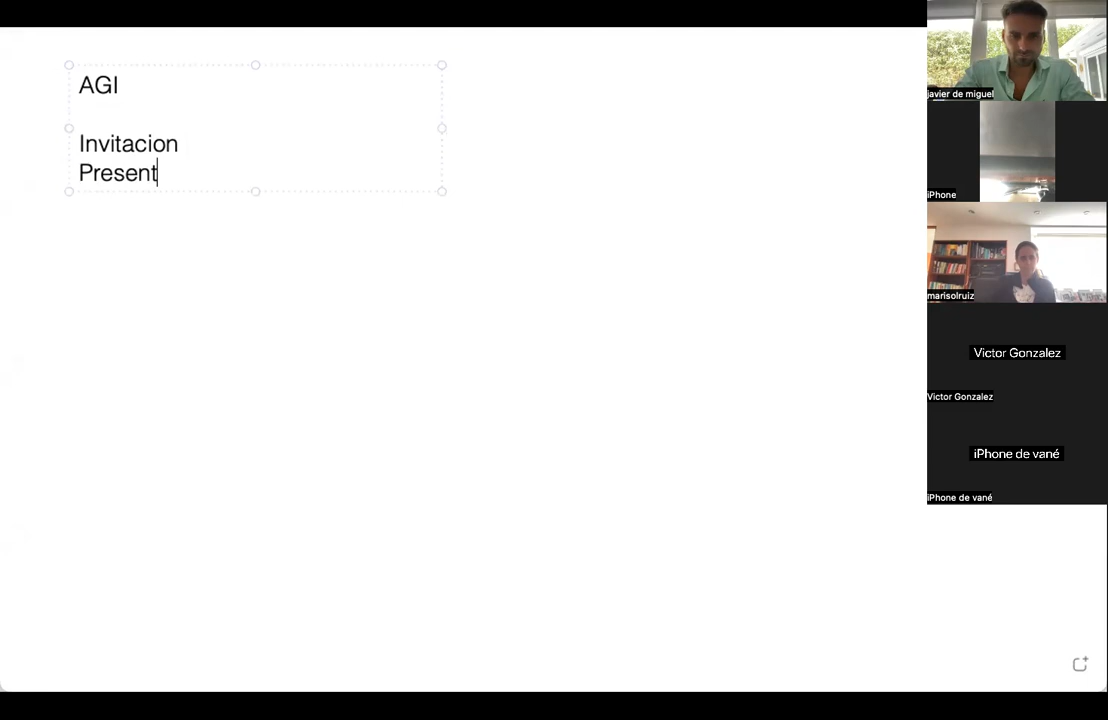 AGI
Invitacion
Present
javier de miguel
iPhone
marisolruiz
Victor Gonzalez
Victor Gonzalez
iPhone de vané
iPhone de vané